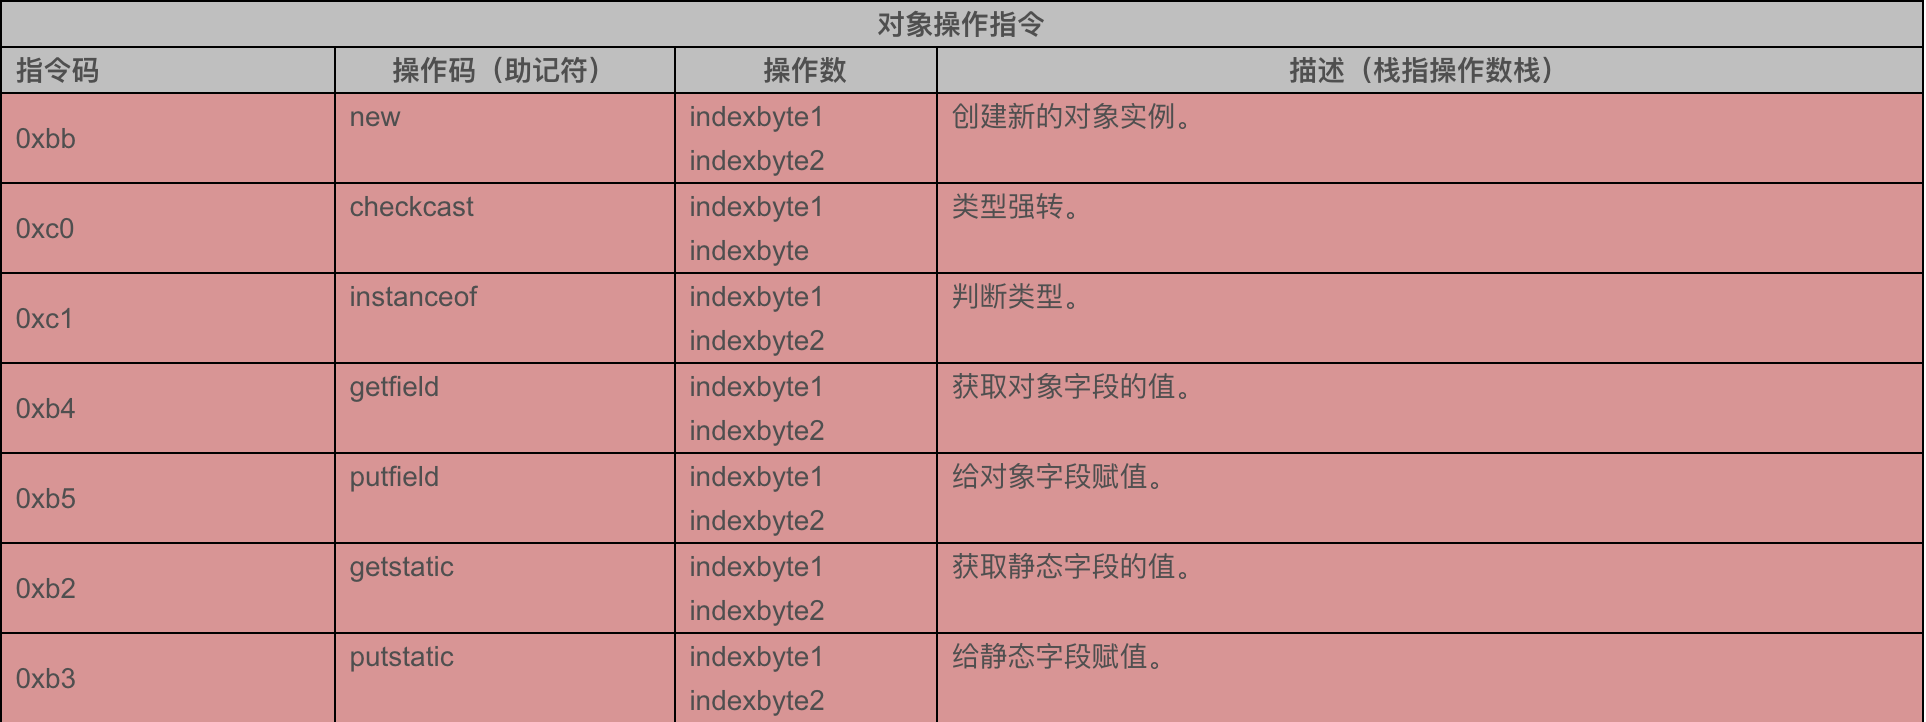 对象操作指令
指令码 操作码（助记符） 操作数 描述（栈指操作数栈）
0xbb new indexbyte1 创建新的对象实例。
indexbyte2
0xc0 checkcast indexbyte1 类型强转。
indexbyte
0xc1 instanceof indexbyte1 判断类型。
indexbyte2
0xb4 getfield indexbyte1 获取对象字段的值。
indexbyte2
0xb5 putfield indexbyte1 给对象字段赋值。
indexbyte2
0xb2 getstatic indexbyte1 获取静态字段的值。
indexbyte2
0xb3 putstatic indexbyte1 给静态字段赋值。
indexbyte2